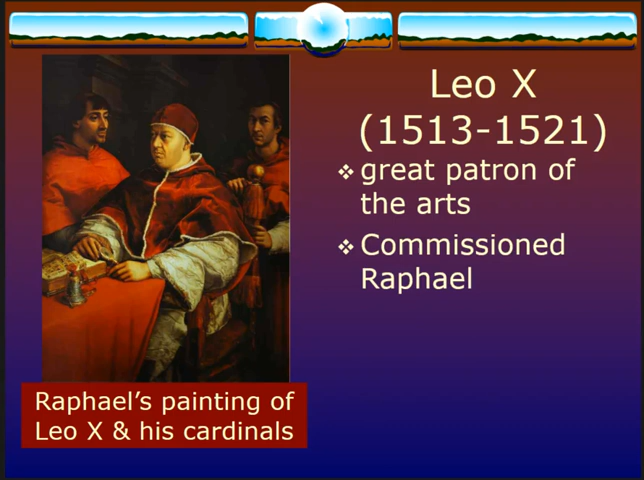 Leo X
(1513-1521)
❖ great patron of
the arts
❖ Commissioned
Raphael
Raphael’s painting of
Leo X & his cardinals